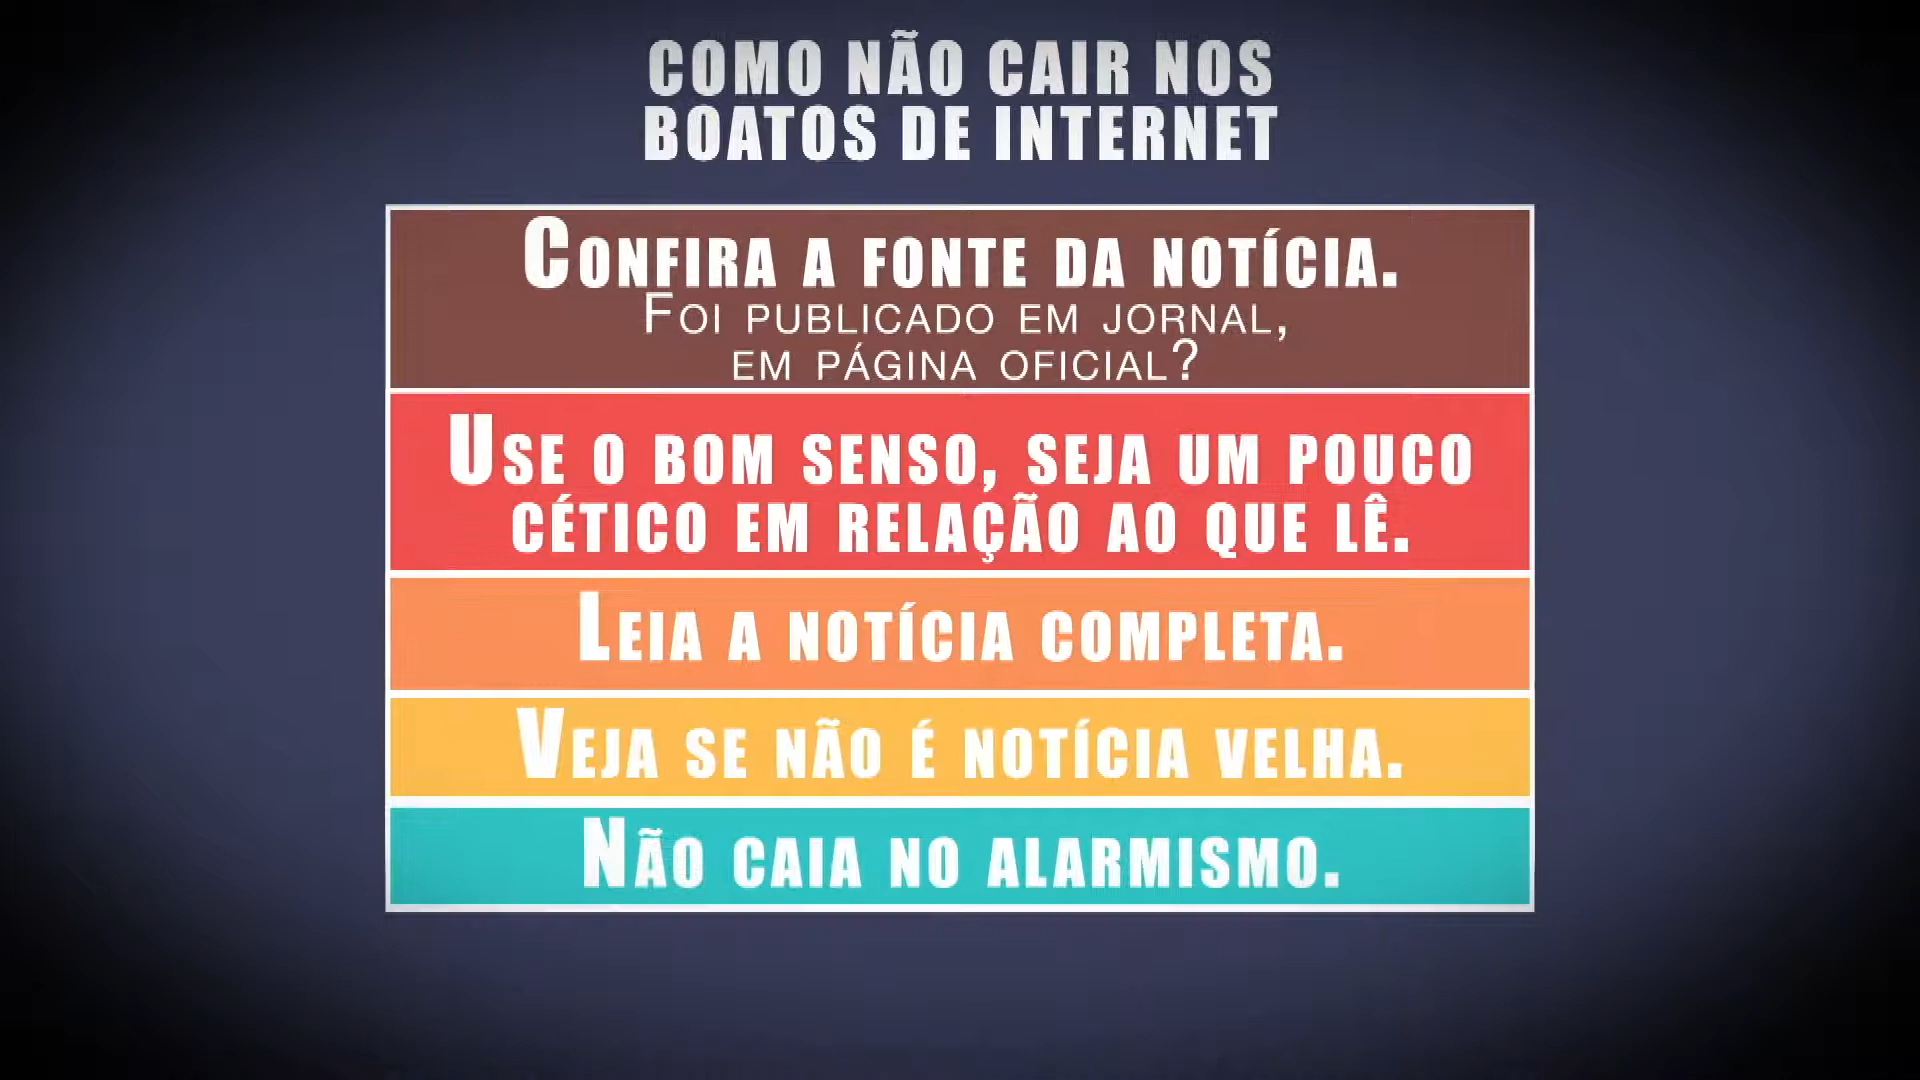 COMO NÃO CAIR NOS
BOATOS DE INTERNET
CONFIRA A FONTE DA NOTÍCIA.
FOI PUBLICADO EM JORNAL,
EM PÁGINA OFICIAL?
USE O BOM SENSO, SEJA UM POUCO
CÉTICO EM RELAÇÃO AO QUE LÊ.
LEIA A NOTÍCIA COMPLETA.
VEJA SE NÃO É NOTÍCIA VELHA.
NÃO CAIA NO ALARMISMO.